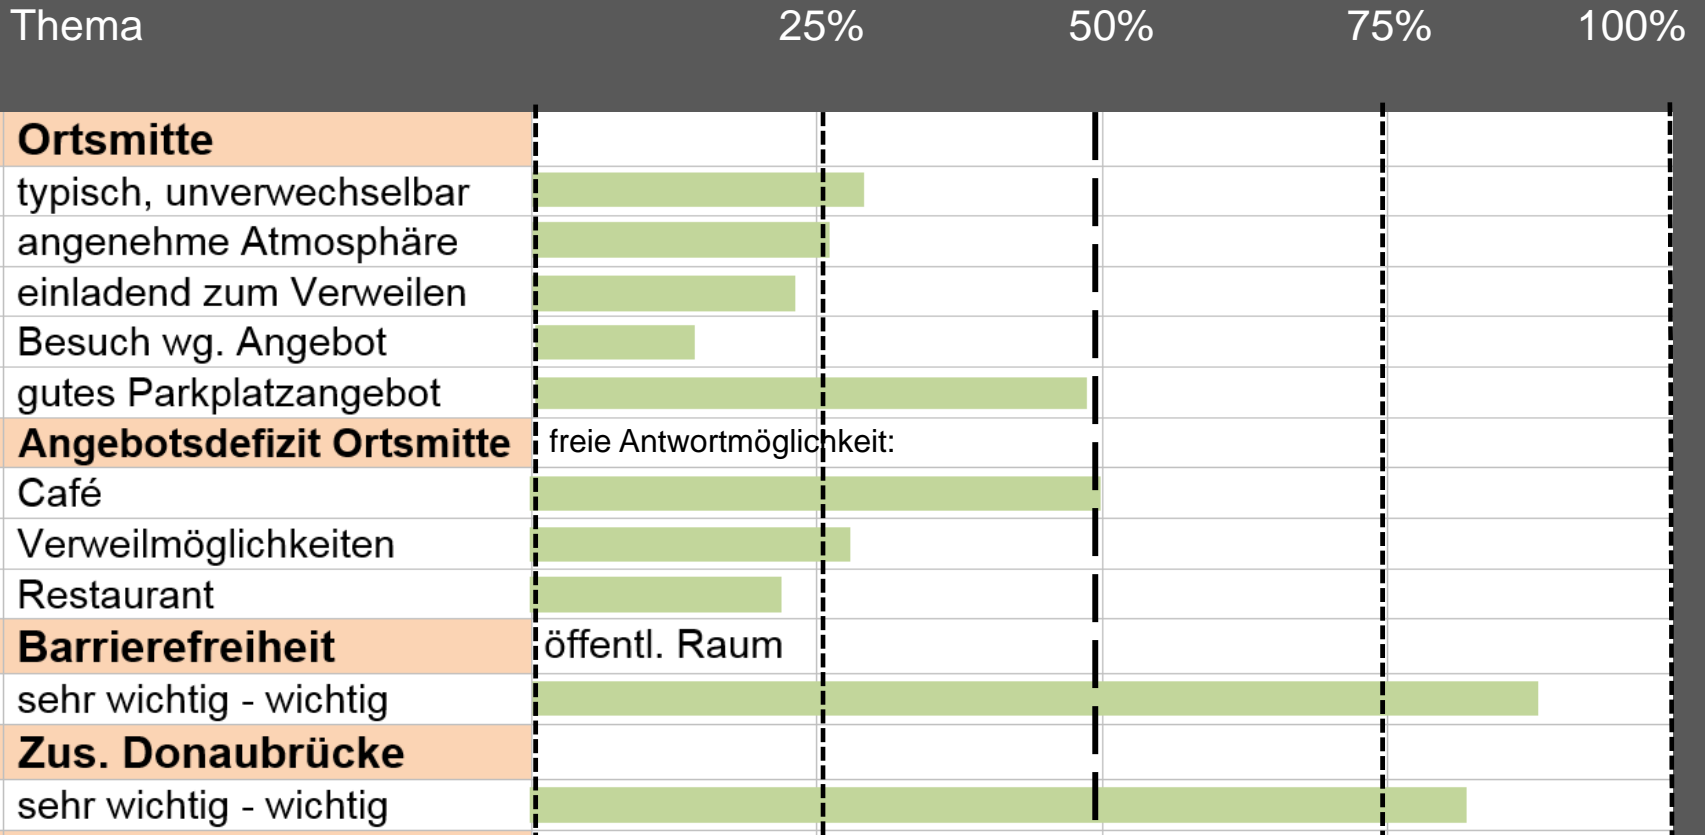 Thema 25% 50% 75% 100%
Ortsmitte
typisch, unverwechselbar
angenehme Atmosphäre
einladend zum Verweilen
Besuch wg. Angebot
gutes Parkplatzangebot
Angebotsdefizit Ortsmitte freie Antwortmöglichkeit:
Café
Verweilmöglichkeiten
Restaurant
Barrierefreiheit öffentl. Raum
sehr wichtig - wichtig
Zus. Donaubrücke
sehr wichtig - wichtig